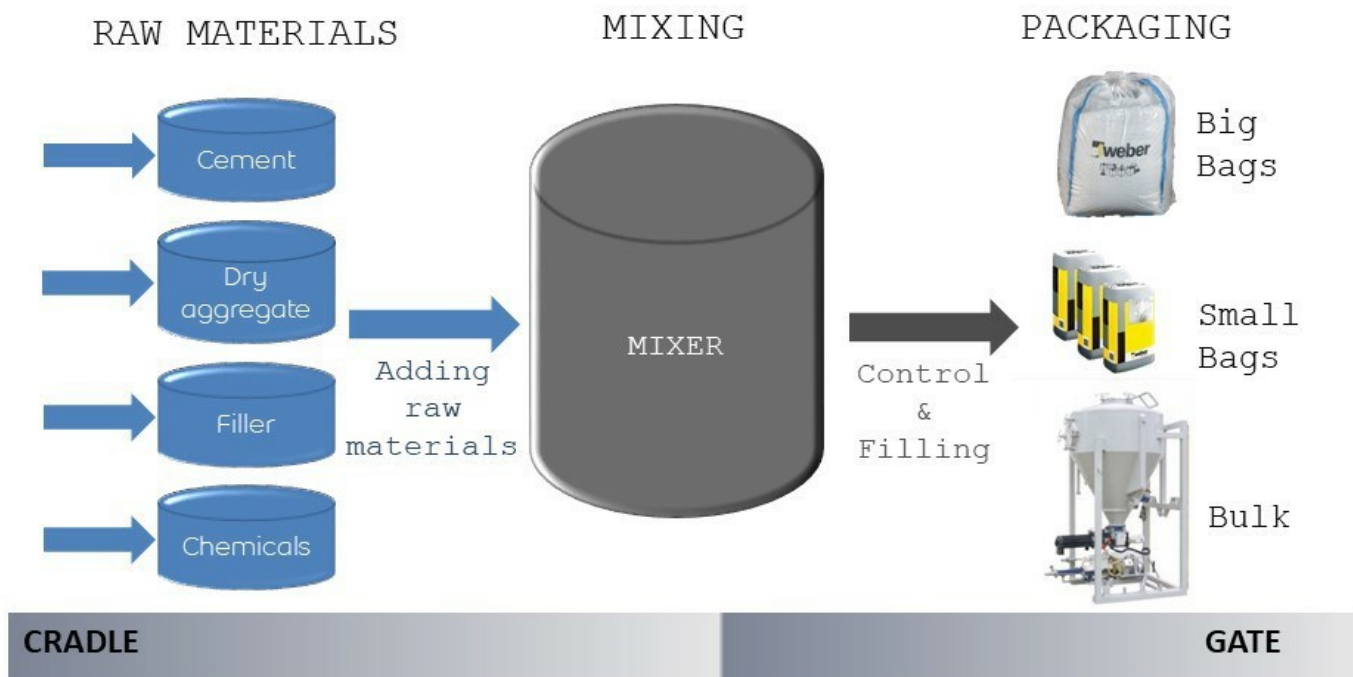 RAW MATERIALS
MIXING
PACKAGING
Cement
Dry
aggregate
Filler
Chemicals
Adding
raw
materials
MIXER
Control
&
Filling
weber
Big
Bags
Small
Bags
Bulk
CRADLE
GATE